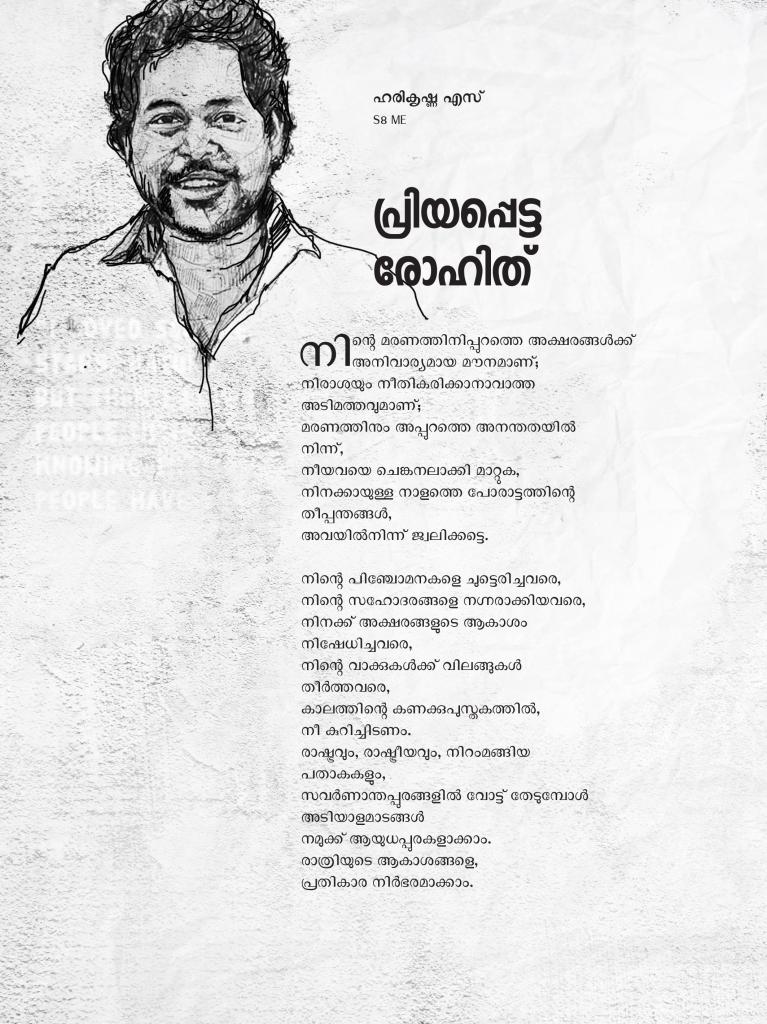 ഹരികൃഷ്ണ എസ്
S8 ME
പ്രിയപ്പെട്ട
രോഹിത്
നിന്റെ മരണത്തിനിപ്പുറത്തെ അക്ഷരങ്ങൾക്ക്
അനിവാര്യമായ മൗനമാണ്;
നിരാശയും നീതികരിക്കാനാവാത്ത
അടിമത്തവുമാണ്;
മരണത്തിനും അപ്പുറത്തെ അനന്തതയിൽ
നിന്ന്,
നീയവയെ ചെങ്കനലാക്കി മാറ്റുക,
നിനക്കായുള്ള നാളത്തെ പോരാട്ടത്തിന്റെ
തീപ്പന്തങ്ങൾ,
അവയിൽനിന്ന് ജ്വലിക്കട്ടെ.
നിന്റെ പിഞ്ചോമനകളെ ചുട്ടെരിച്ചവരെ,
നിന്റെ സഹോദരങ്ങളെ നഗ്നരാക്കിയവരെ,
നിനക്ക് അക്ഷരങ്ങളുടെ ആകാശം
നിഷേധിച്ചവരെ,
നിന്റെ വാക്കുകൾക്ക് വിലങ്ങുകൾ
തീർത്തവരെ,
കാലത്തിന്റെ കണക്കുപുസ്തകത്തിൽ,
നീ കുറിച്ചിടണം.
രാഷ്ട്രവും, രാഷ്ട്രീയവും, നിറംമങ്ങിയ
പതാകകളും,
സവർണാന്തപ്പുരങ്ങളിൽ വോട്ട് തേടുമ്പോൾ
അടിയാളമാടങ്ങൾ
നമുക്ക് ആയുധപ്പുരകളാക്കാം.
രാത്രിയുടെ ആകാശങ്ങളെ,
പ്രതികാര നിർഭരമാക്കാം.
PEOPLE
KNOWING
PEOPLE HAVE